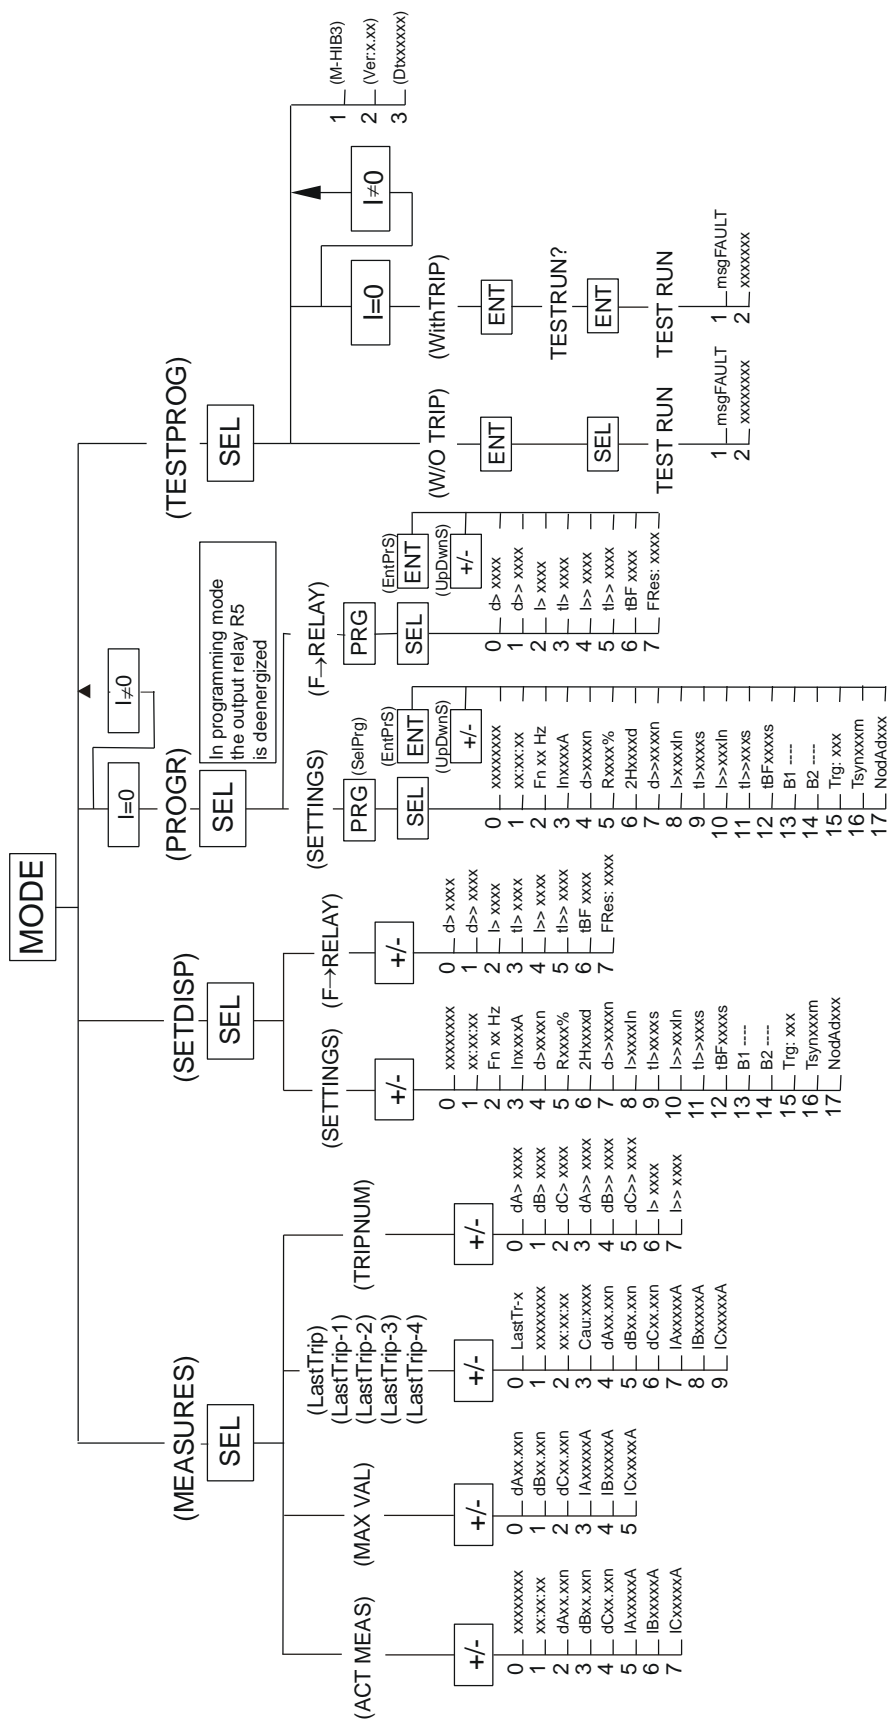 MODE
(MEASURES)
SEL
(ACT MEAS)
+/-
0 xxxxxxxx
1 xx:xx:xx
2 dAxx.xxn
3 dBxx.xxn
4 dCxx.xxn
5 IAxxxxxA
6 IBxxxxxA
7 ICxxxxxA
(MAX VAL)
+/-
0 dAxx.xxn
1 dBxx.xxn
2 dCxx.xxn
3 IAxxxxxA
4 IBxxxxxA
5 ICxxxxxA
(LastTrip)
(LastTrip-1)
(LastTrip-2)
(LastTrip-3)
(LastTrip-4)
+/-
0 LastTr-x
1 xxxxxxxx
2 xx:xx:xx
3 Cau:xxxx
4 dAxx.xxn
5 dBxx.xxn
6 dCxx.xxn
7 IAxxxxxA
8 IBxxxxxA
9 ICxxxxxA
(TRIPNUM)
+/-
0 dA> xxxx
1 dB> xxxx
2 dC> xxxx
3 dA>> xxxx
4 dB>> xxxx
5 dC>> xxxx
6 I> xxxx
7 I>> xxxx
(SETDISP)
SEL
(SETTINGS)
+/-
0 xxxxxxxx
1 xx:xx:xx
2 Fn xx Hz
3 InxxxxA
4 d>xxxxn
5 Rxxxx%
6 2Hxxxxd
7 d>>xxxxn
8 I>xxxxIn
9 tI>xxxxs
10 I>>xxxIn
11 tI>>xxxs
12 tBFxxxxs
13 B1 ----
14 B2 ----
15 Trg: xxx
16 Tsynxxxm
17 NodAdxxx
(F→RELAY)
+/-
0 d> xxxx
1 d>> xxxx
2 I> xxxx
3 tI> xxxx
4 I>> xxxx
5 tI>> xxxx
6 tBF xxxx
7 FRes: xxxx
I=0
I≠0
(PROGR)
SEL
In programming mode
the output relay R5
is deenergized
(SETTINGS)
PRG (SelPrg)
SEL
(EntPrS)
ENT
(UpDwnS)
+/-
0 xxxxxxxx
1 xx:xx:xx
2 Fn xx Hz
3 InxxxxA
4 d>xxxxn
5 Rxxxx%
6 2Hxxxxd
7 d>>xxxxn
8 I>xxxxIn
9 tI>xxxxs
10 I>>xxxIn
11 tI>>xxxs
12 tBFxxxxs
13 B1 ----
14 B2 ----
15 Trg: xxx
16 Tsynxxxm
17 NodAdxxx
(F→RELAY)
PRG
SEL
(EntPrS)
ENT
(UpDwnS)
+/-
0 d> xxxx
1 d>> xxxx
2 I> xxxx
3 tI> xxxx
4 I>> xxxx
5 tI>> xxxx
6 tBF xxxx
7 FRes: xxxx
(TESTPROG)
SEL
(W/O TRIP)
ENT
SEL
TEST RUN
1 msgFAULT
2 xxxxxxxx
I=0
I≠0
(WithTRIP)
ENT
TESTRUN?
ENT
TEST RUN
1 msgFAULT
2 xxxxxxxx
1 (M-HIB3)
2 (Ver:x.xx)
3 (Dtxxxxxx)